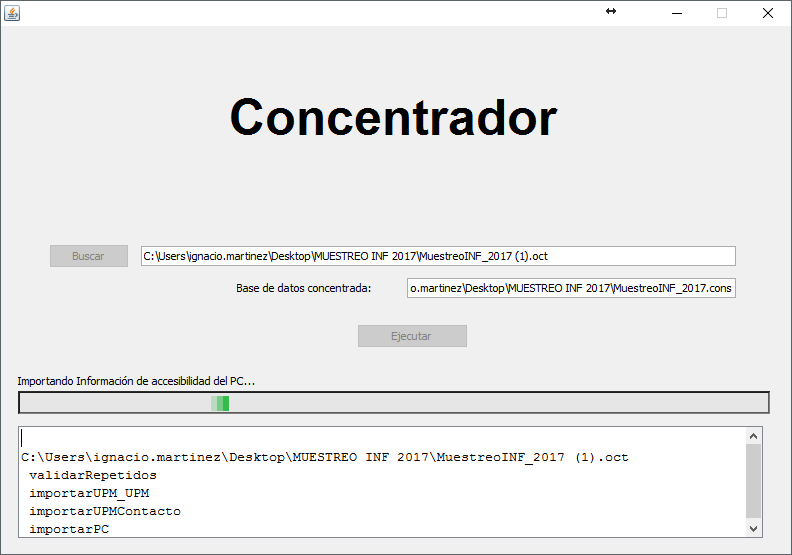 Concentrador
Buscar
C:\Users\ignacio.martinez\Desktop\MUESTREO INF 2017\MuestreoINF_2017 (1).oct
Base de datos concentrada:
o.martinez\Desktop\MUESTREO INF 2017\MuestreoINF_2017.cons
Ejecutar
Importando Información de accesibilidad del PC...
C:\Users\ignacio.martinez\Desktop\MUESTREO INF 2017\MuestreoINF_2017 (1).oct
validarRepetidos
importarUPM_UPM
importarUPMContacto
importarPC